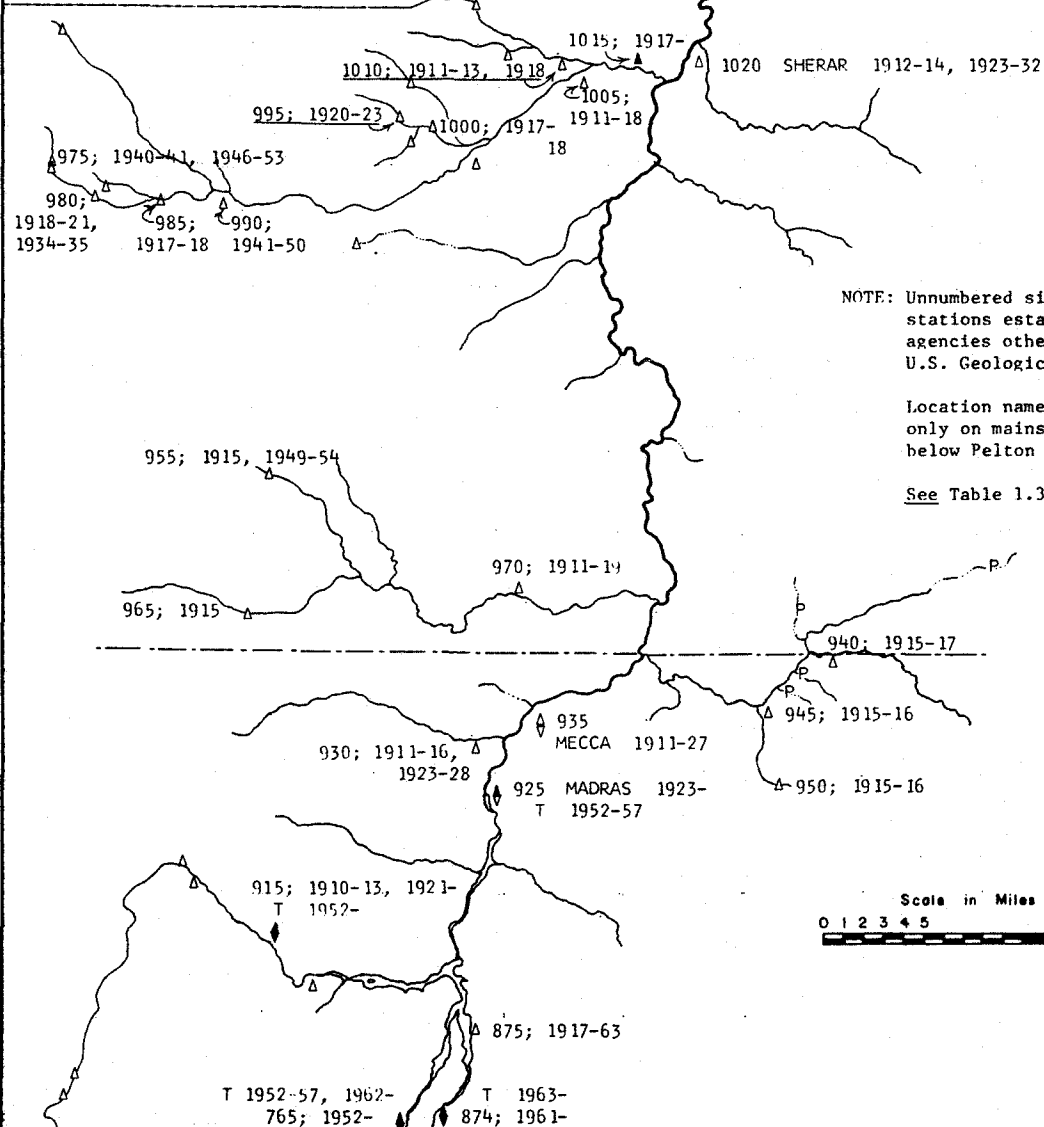 1015; 1917-
1010; 1911-13, 1918
1020 SHERAR 1912-14, 1923-32
1005;
1911-18
995; 1920-23
1000; 1917-
18
975; 1940-41, 1946-53
980;
1918-21,
1934-35
985;
1917-18
990;
1941-50
NOTE: Unnumbered si
stations esta
agencies othe
U.S. Geologic
Location name
only on mains
below Pelton
See Table 1.3
955; 1915, 1949-54
970; 1911-19
965; 1915
P
P
940; 1915-17
P
P
945; 1915-16
935
MECCA 1911-27
930; 1911-16,
1923-28
950; 1915-16
925 MADRAS 1923-
T 1952-57
915; 1910-13, 1921-
T 1952-
Scale in Miles
0 1 2 3 4 5
875; 1917-63
T 1952-57, 1962-
765; 1952-
T 1963-
874; 1961-